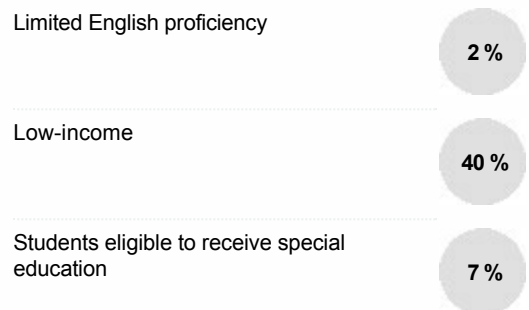 Limited English proficiency
2 %
Low-income
40 %
Students eligible to receive special
education
7 %